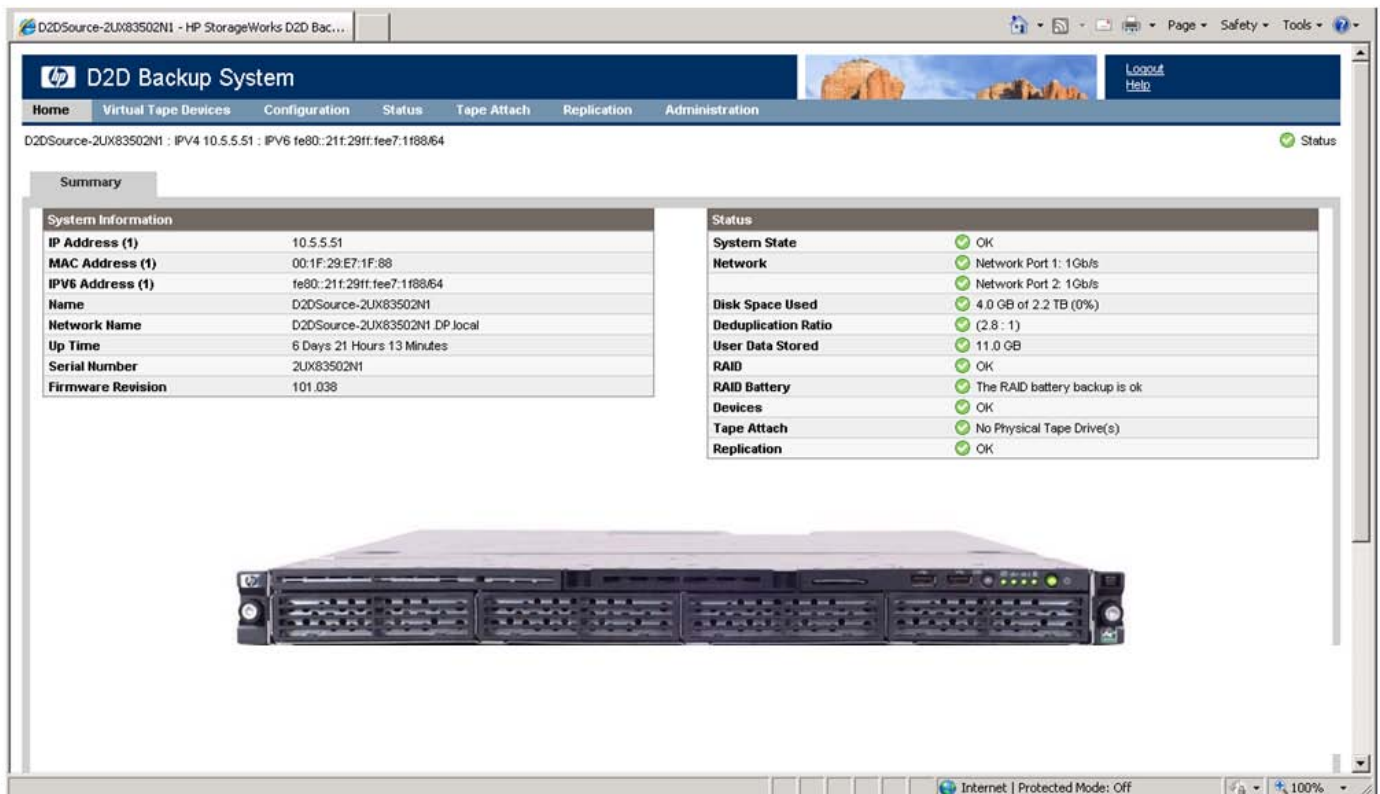 D2DSource-2UX83502N1 - HP StorageWorks D2D Bac...
Page Safety Tools
hp D2D Backup System
Logout
Help
Home Virtual Tape Devices Configuration Status Tape Attach Replication Administration
D2DSource-2UX83502N1 : IPV4 10.5.5.51 : IPV6 fe80::21f:29ff:fee7:1f88/64
Status
Summary
System Information
IP Address (1) 10.5.5.51
MAC Address (1) 00:1F:29:E7:1F:88
IPV6 Address (1) fe80::21f:29ff:fee7:1f88/64
Name D2DSource-2UX83502N1
Network Name D2DSource-2UX83502N1.DP.local
Up Time 6 Days 21 Hours 13 Minutes
Serial Number 2UX83502N1
Firmware Revision 101.038
Status
System State OK
Network Network Port 1: 1Gb/s
Network Port 2: 1Gb/s
Disk Space Used 4.0 GB of 2.2 TB (0%)
Deduplication Ratio (2.8 : 1)
User Data Stored 11.0 GB
RAID OK
RAID Battery The RAID battery backup is ok
Devices OK
Tape Attach No Physical Tape Drive(s)
Replication OK
Internet | Protected Mode: Off
100%